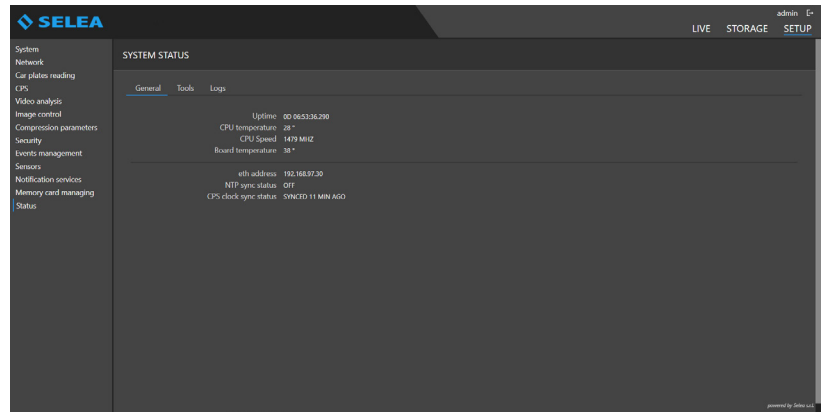 SELEA
admin
LIVE STORAGE SETUP
System
Network
Car plates reading
CPS
Video analysis
Image control
Compression parameters
Security
Events management
Sensors
Notification services
Memory card managing
Status
SYSTEM STATUS
General Tools Logs
Uptime 0D 06:53:36.290
CPU temperature 28 °
CPU Speed 1479 MHZ
Board temperature 38 °
eth address 192.168.97.30
NTP sync status OFF
CPS clock sync status SYNCED 11 MIN AGO
powered by Selea s.r.l.